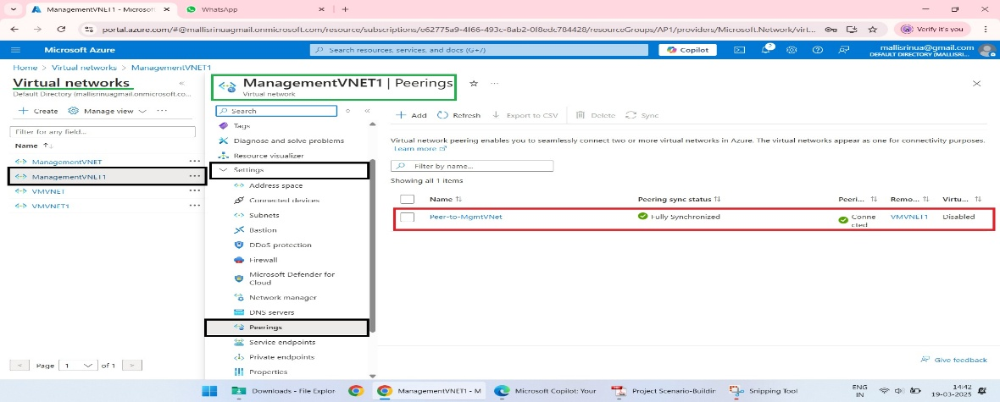 ManagementVNET1 - Microsoft
WhatsApp
portal.azure.com/#@mallisrinuagmail.onmicrosoft.com/resource/subscriptions/e62775a9-4f66-493c-8ab2-0f8edc784428/resourceGroups/AP1/providers/Microsoft.Network/virt...
Verify it's you
Microsoft Azure
Search resources, services, and docs (G+/)
Copilot
mallisrinua@gmail.com
DEFAULT DIRECTORY (MALLISRI...
Home > Virtual networks > ManagementVNET1
Virtual networks
Default Directory (mallisrinuagmail.onmicrosoft.co...
+ Create
Manage view
Filter for any field...
Name
ManagementVNET
ManagementVNET1
VMVNET
VMVNET1
< Page 1 of 1 >
ManagementVNET1 | Peerings
Virtual network
Search
Tags
Diagnose and solve problems
Resource visualizer
Settings
Address space
Connected devices
Subnets
Bastion
DDoS protection
Firewall
Microsoft Defender for
Cloud
Network manager
DNS servers
Peerings
Service endpoints
Private endpoints
Properties
+ Add Refresh Export to CSV Delete Sync
Virtual network peering enables you to seamlessly connect two or more virtual networks in Azure. The virtual networks appear as one for connectivity purposes.
Learn more
Filter by name...
Showing all 1 items
Name Peering sync status Peeri... Remo... Virtu...
Peer-to-MgmtVNet Fully Synchronized Conne
cted VMVNET1 Disabled
Give feedback
Downloads - File Explor
ManagementVNET1 - M
Microsoft Copilot: Your
Project Scenario-Buildin
Snipping Tool
ENG
IN
14:42
19-03-2025